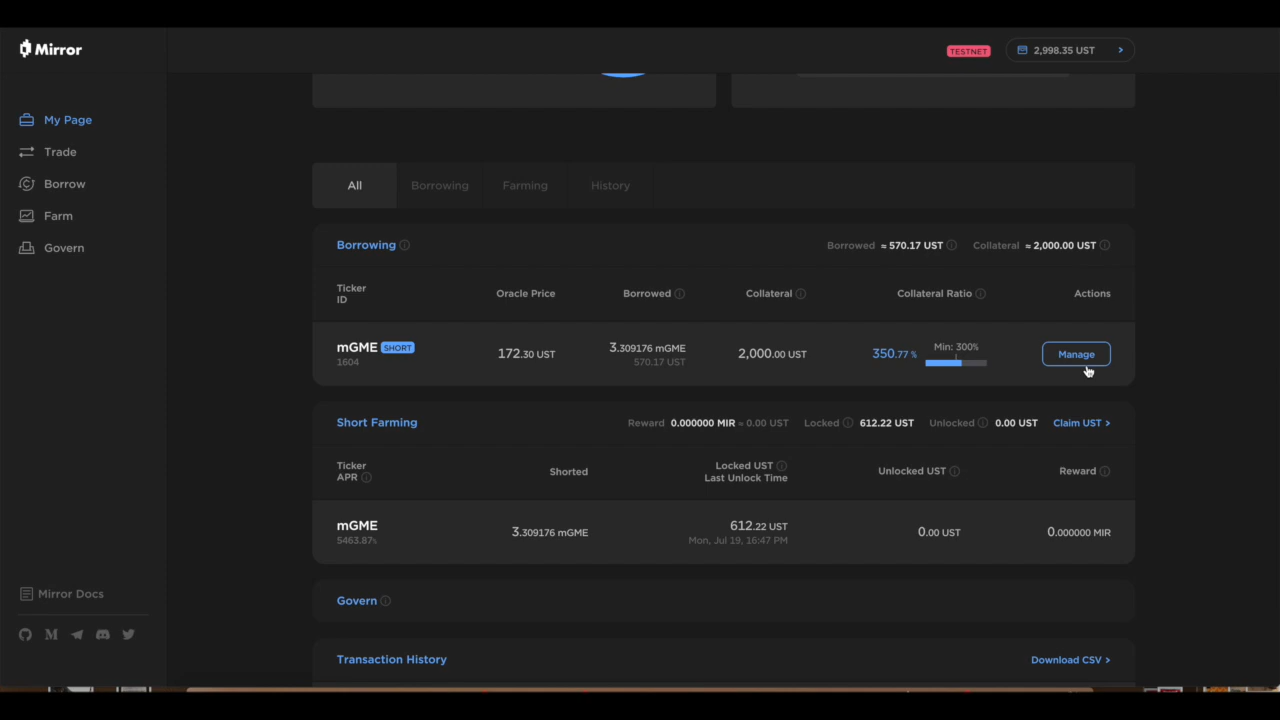 Mirror
TESTNET
2,998.35 UST
My Page
Trade
Borrow
Farm
Govern
All
Borrowing
Farming
History
Borrowing
Borrowed ≈ 570.17 UST
Collateral ≈ 2,000.00 UST
Ticker
ID
Oracle Price
Borrowed
Collateral
Collateral Ratio
Actions
mGME SHORT
1604
172.30 UST
3.309176 mGME
570.17 UST
2,000.00 UST
350.77 %
Min: 300%
Manage
Short Farming
Reward 0.000000 MIR ≈ 0.00 UST
Locked 612.22 UST
Unlocked 0.00 UST
Claim UST >
Ticker
APR
Shorted
Locked UST
Last Unlock Time
Unlocked UST
Reward
mGME
5463.87%
3.309176 mGME
612.22 UST
Mon, Jul 19, 16:47 PM
0.00 UST
0.000000 MIR
Govern
Transaction History
Download CSV >
Mirror Docs